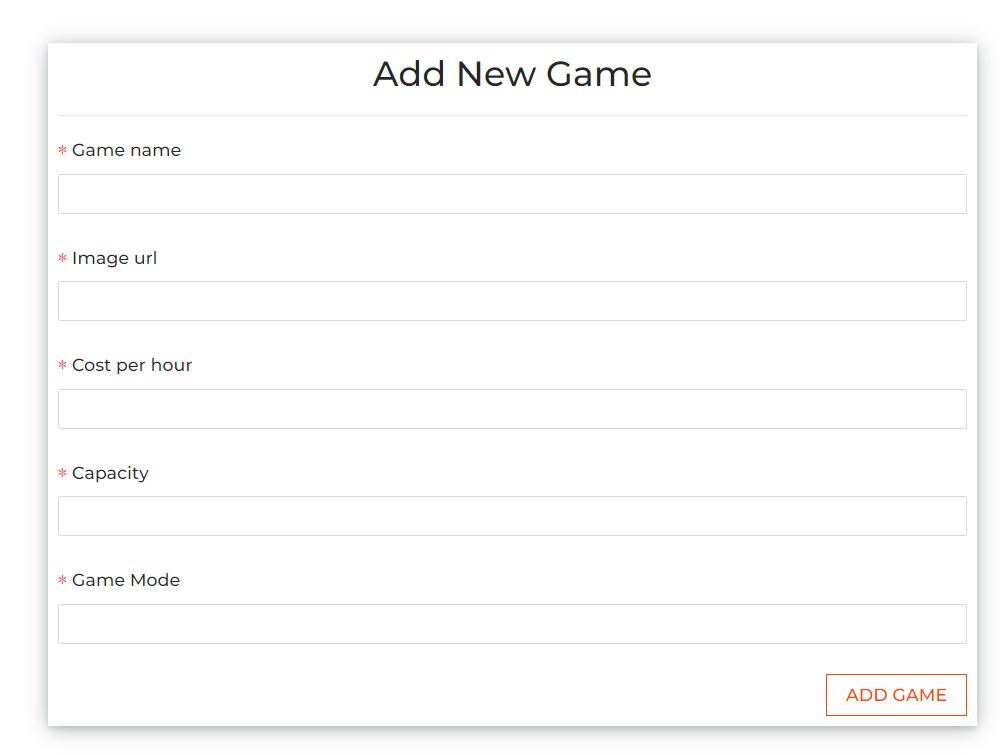 Add New Game
* Game name
* Image url
* Cost per hour
* Capacity
* Game Mode
ADD GAME